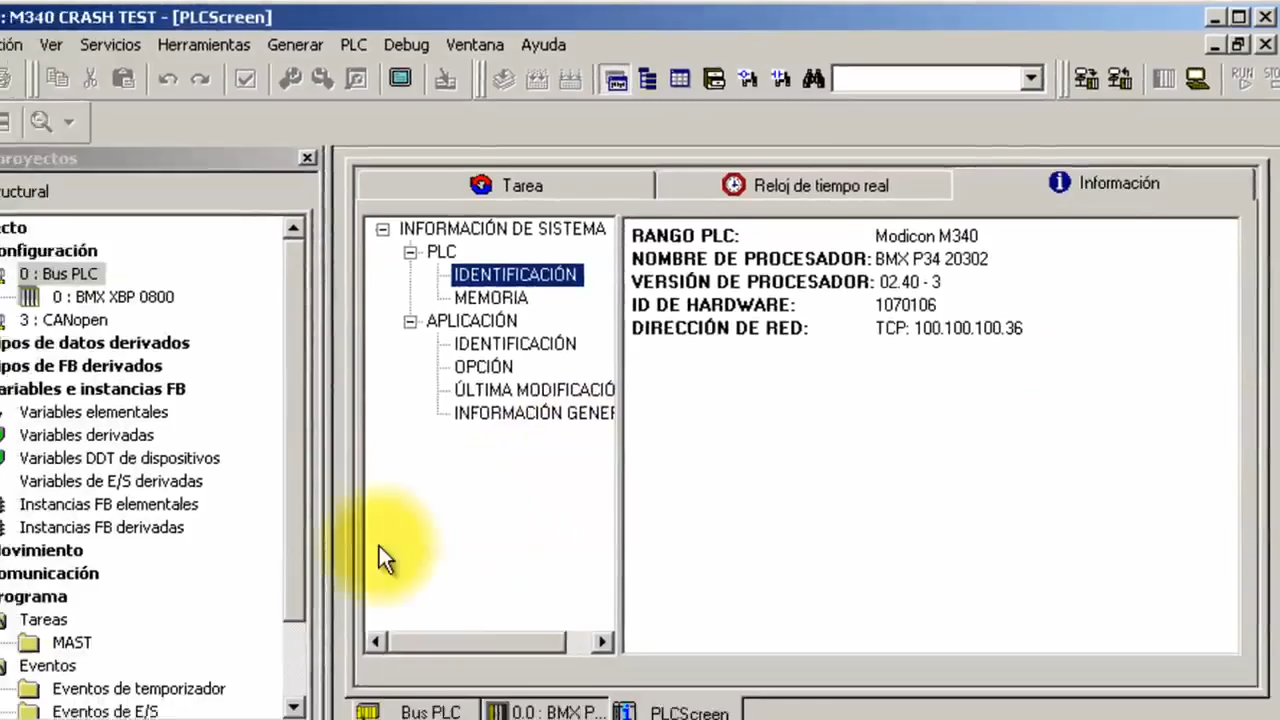 : M340 CRASH TEST - [PLCScreen]
ción Ver Servicios Herramientas Generar PLC Debug Ventana Ayuda
RUN STO
proyectos
uctural
ecto
onfiguración
0 : Bus PLC
0 : BMX XBP 0800
3 : CANopen
ipos de datos derivados
ipos de FB derivados
ariables e instancias FB
Variables elementales
Variables derivadas
Variables DDT de dispositivos
Variables de E/S derivadas
Instancias FB elementales
Instancias FB derivadas
ovimiento
omunicación
rograma
Tareas
MAST
Eventos
Eventos de temporizador
Eventos de E/S
Tarea
Reloj de tiempo real
Información
INFORMACIÓN DE SISTEMA
PLC
IDENTIFICACIÓN
MEMORIA
APLICACIÓN
IDENTIFICACIÓN
OPCIÓN
ÚLTIMA MODIFICACIÓ
INFORMACIÓN GENER
RANGO PLC: Modicon M340
NOMBRE DE PROCESADOR: BMX P34 20302
VERSIÓN DE PROCESADOR: 02.40 - 3
ID DE HARDWARE: 1070106
DIRECCIÓN DE RED: TCP: 100.100.100.36
Bus PLC
0.0 : BMX P...
PLCScreen